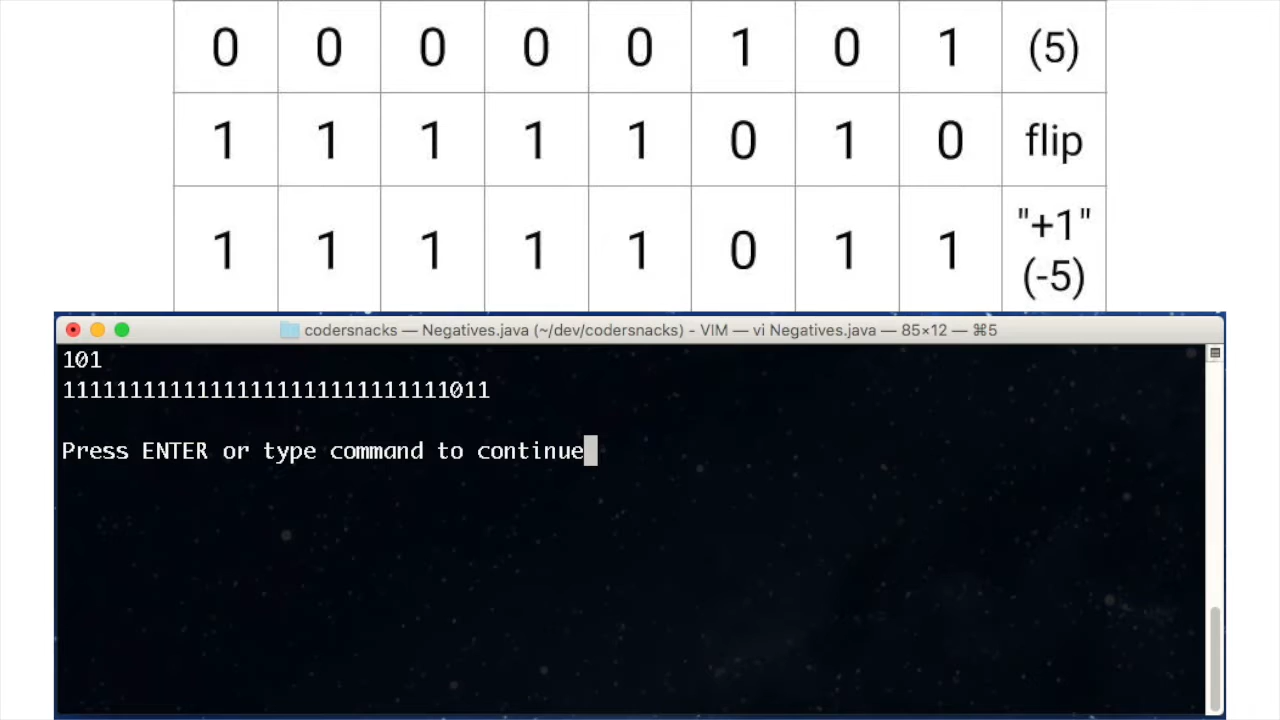 0 0 0 0 0 1 0 1 (5)
1 1 1 1 1 0 1 0 flip
1 1 1 1 1 0 1 1 "+1"
(-5)
codersnacks — Negatives.java (~/dev/codersnacks) - VIM — vi Negatives.java — 85×12 — ⌘5
101
11111111111111111111111111111011
Press ENTER or type command to continue